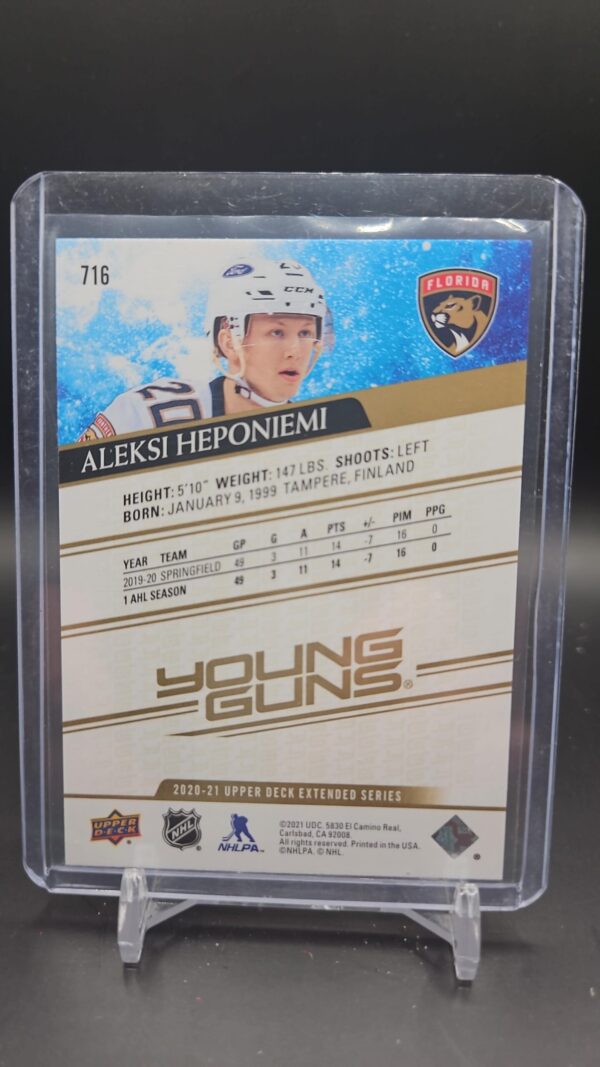 716
FLORIDA
CCM
20
ALEKSI HEPONIEMI
HEIGHT: 5'10" WEIGHT: 147 LBS. SHOOTS: LEFT
BORN: JANUARY 9, 1999 TAMPERE, FINLAND
YEAR TEAM GP G A PTS +/- PIM PPG
2019-20 SPRINGFIELD 49 3 11 14 -7 16 0
1 AHL SEASON 49 3 11 14 -7 16 0
YOUNG
GUNS®
2020-21 UPPER DECK EXTENDED SERIES
UPPER DECK ®
NHL
NHLPA™
©2021 UDC. 5830 El Camino Real,
Carlsbad, CA 92008.
All rights reserved. Printed in the USA.
©NHLPA. © NHL.
®